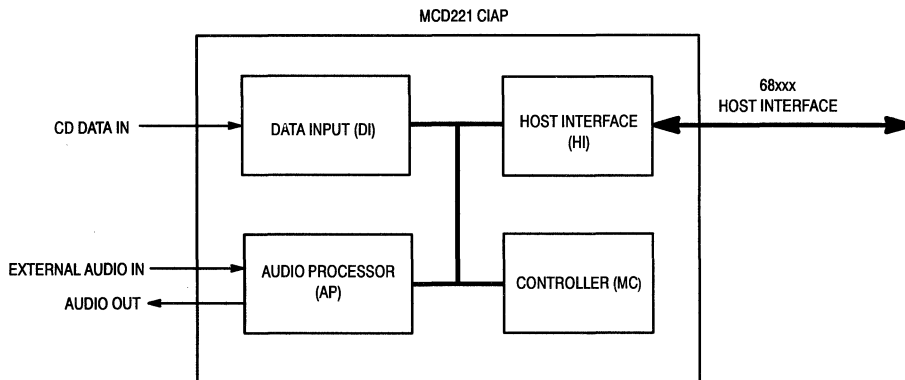 MCD221 CIAP
68xxx
HOST INTERFACE
CD DATA IN
DATA INPUT (DI)
HOST INTERFACE
(HI)
EXTERNAL AUDIO IN
AUDIO OUT
AUDIO PROCESSOR
(AP)
CONTROLLER (MC)